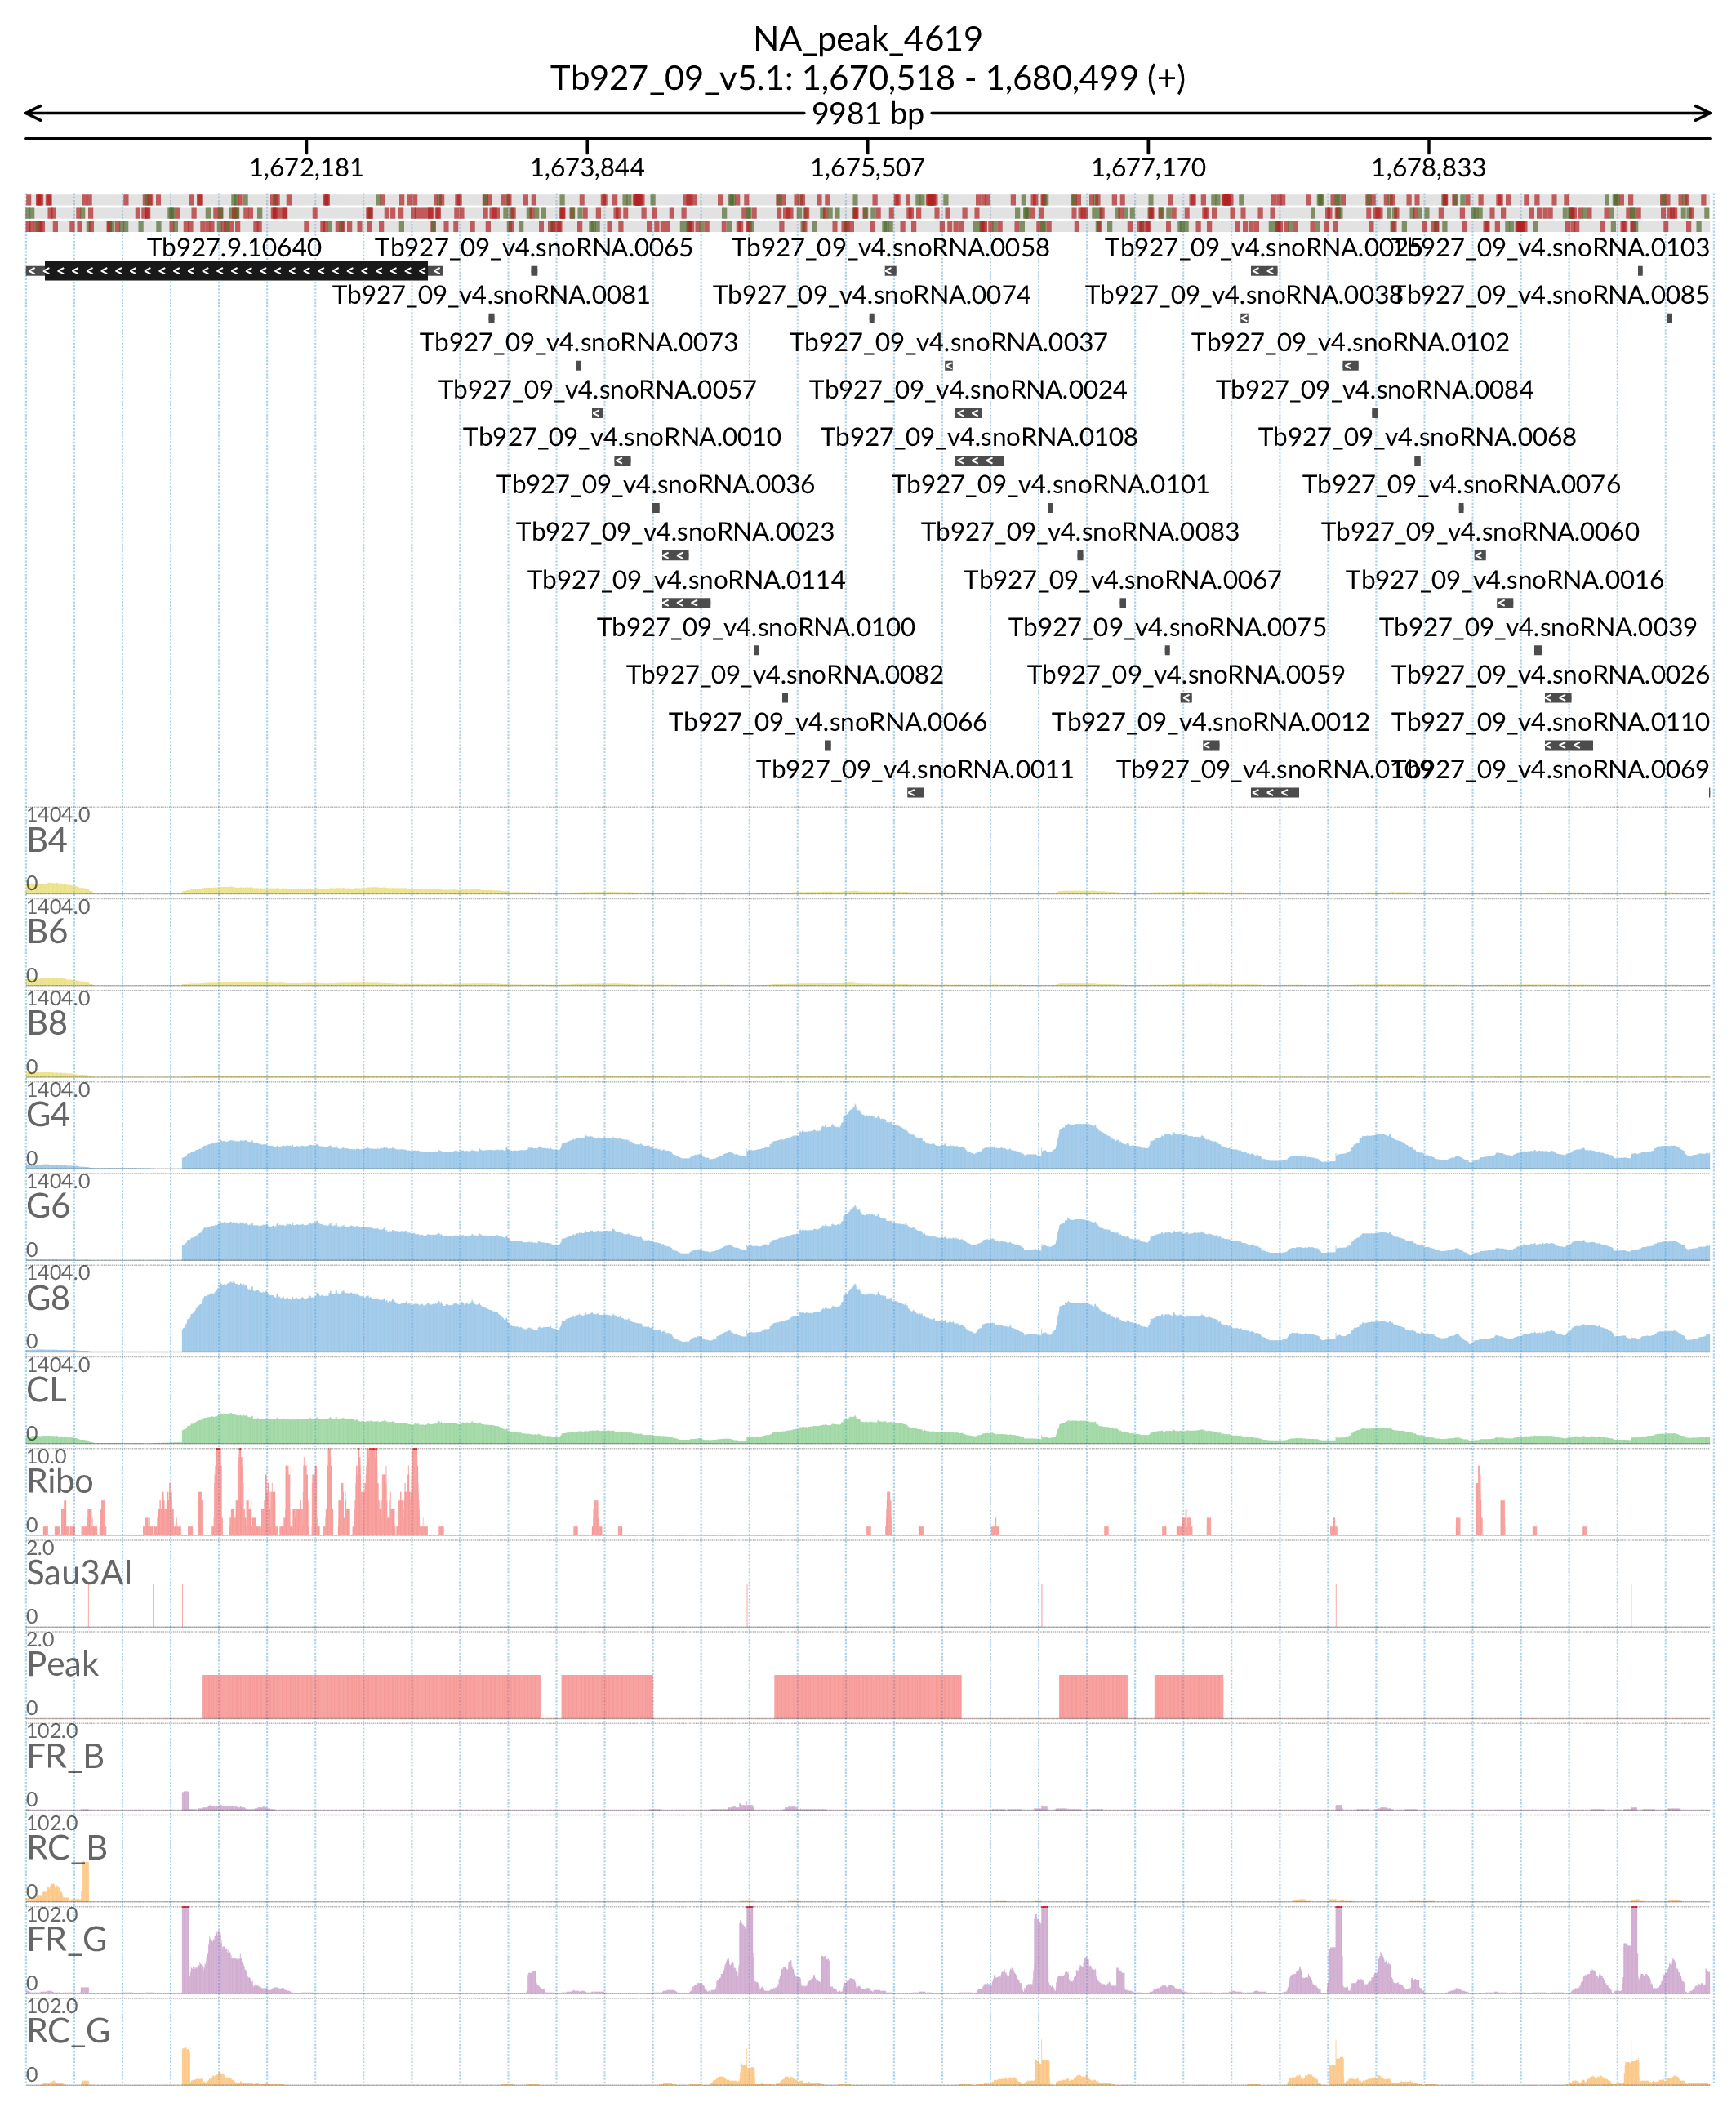 NA_peak_4619
Tb927_09_v5.1: 1,670,518 - 1,680,499 (+)
9981 bp
1,672,181 1,673,844 1,675,507 1,677,170 1,678,833
Tb927.9.10640 Tb927_09_v4.snoRNA.0065 Tb927_09_v4.snoRNA.0058 Tb927_09_v4.snoRNA.0025 Tb927_09_v4.snoRNA.0103
Tb927_09_v4.snoRNA.0081 Tb927_09_v4.snoRNA.0074 Tb927_09_v4.snoRNA.0038 Tb927_09_v4.snoRNA.0085
Tb927_09_v4.snoRNA.0073 Tb927_09_v4.snoRNA.0037 Tb927_09_v4.snoRNA.0102
Tb927_09_v4.snoRNA.0057 Tb927_09_v4.snoRNA.0024 Tb927_09_v4.snoRNA.0084
Tb927_09_v4.snoRNA.0010 Tb927_09_v4.snoRNA.0108 Tb927_09_v4.snoRNA.0068
Tb927_09_v4.snoRNA.0036 Tb927_09_v4.snoRNA.0101 Tb927_09_v4.snoRNA.0076
Tb927_09_v4.snoRNA.0023 Tb927_09_v4.snoRNA.0083 Tb927_09_v4.snoRNA.0060
Tb927_09_v4.snoRNA.0114 Tb927_09_v4.snoRNA.0067 Tb927_09_v4.snoRNA.0016
Tb927_09_v4.snoRNA.0100 Tb927_09_v4.snoRNA.0075 Tb927_09_v4.snoRNA.0039
Tb927_09_v4.snoRNA.0082 Tb927_09_v4.snoRNA.0059 Tb927_09_v4.snoRNA.0026
Tb927_09_v4.snoRNA.0066 Tb927_09_v4.snoRNA.0012 Tb927_09_v4.snoRNA.0110
Tb927_09_v4.snoRNA.0011 Tb927_09_v4.snoRNA.0109 Tb927_09_v4.snoRNA.0069
1404.0
B4
0
1404.0
B6
0
1404.0
B8
0
1404.0
G4
0
1404.0
G6
0
1404.0
G8
0
1404.0
CL
0
10.0
Ribo
0
2.0
Sau3AI
0
2.0
Peak
0
102.0
FR_B
0
102.0
RC_B
0
102.0
FR_G
0
102.0
RC_G
0